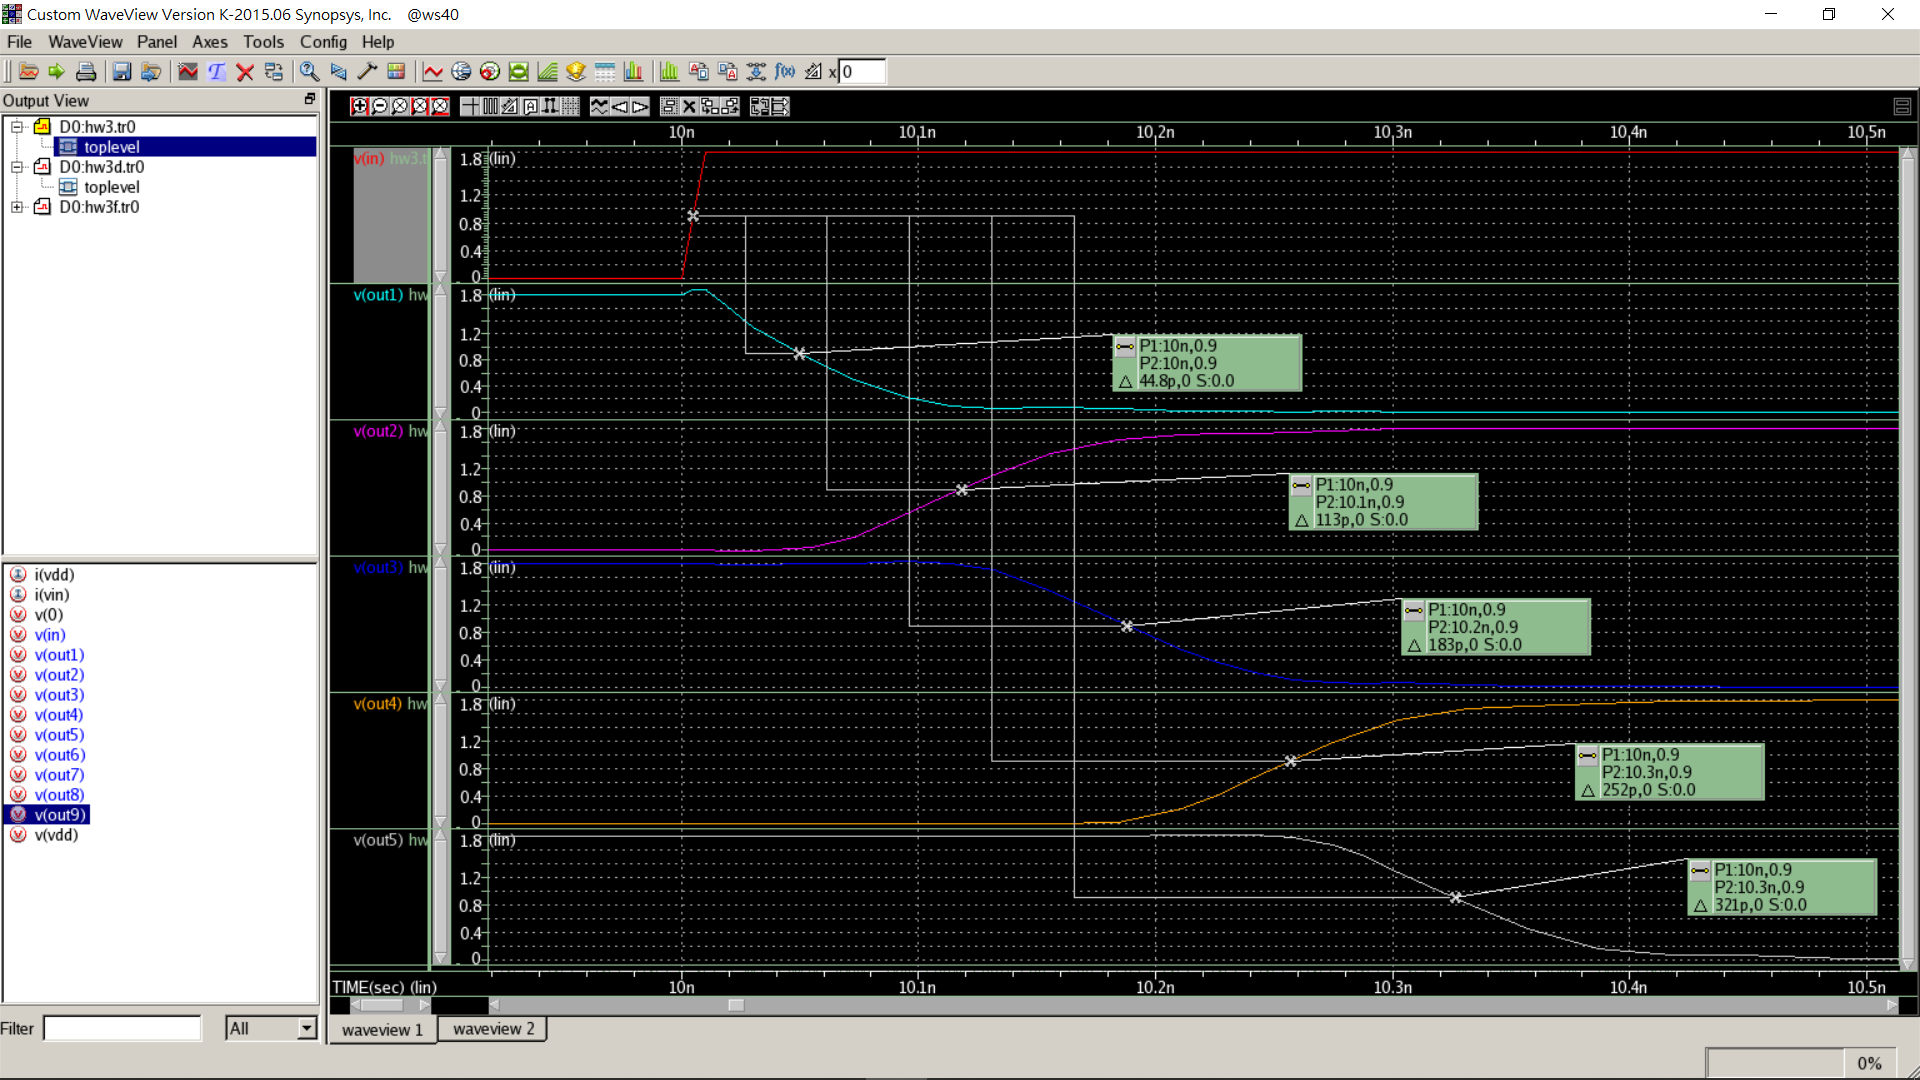 Custom WaveView Version K-2015.06 Synopsys, Inc. @ws40
File WaveView Panel Axes Tools Config Help
x 0
Output View
D0:hw3.tr0
toplevel
D0:hw3d.tr0
toplevel
D0:hw3f.tr0
i(vdd)
i(vin)
v(0)
v(in)
v(out1)
v(out2)
v(out3)
v(out4)
v(out5)
v(out6)
v(out7)
v(out8)
v(out9)
v(vdd)
Filter All
10n 10.1n 10.2n 10.3n 10.4n 10.5n
v(in) hw3.t 1.8 (lin)
1.2
0.8
0.4
0
v(out1) hw 1.8 (lin)
1.2
0.8
0.4
0
P1:10n,0.9
P2:10n,0.9
△ 44.8p,0 S:0.0
v(out2) hw 1.8 (lin)
1.2
0.8
0.4
0
P1:10n,0.9
P2:10.1n,0.9
△ 113p,0 S:0.0
v(out3) hw 1.8 (lin)
1.2
0.8
0.4
0
P1:10n,0.9
P2:10.2n,0.9
△ 183p,0 S:0.0
v(out4) hw 1.8 (lin)
1.2
0.8
0.4
0
P1:10n,0.9
P2:10.3n,0.9
△ 252p,0 S:0.0
v(out5) hw 1.8 (lin)
1.2
0.8
0.4
0
P1:10n,0.9
P2:10.3n,0.9
△ 321p,0 S:0.0
TIME(sec) (lin) 10n 10.1n 10.2n 10.3n 10.4n 10.5n
waveview 1 waveview 2
0%